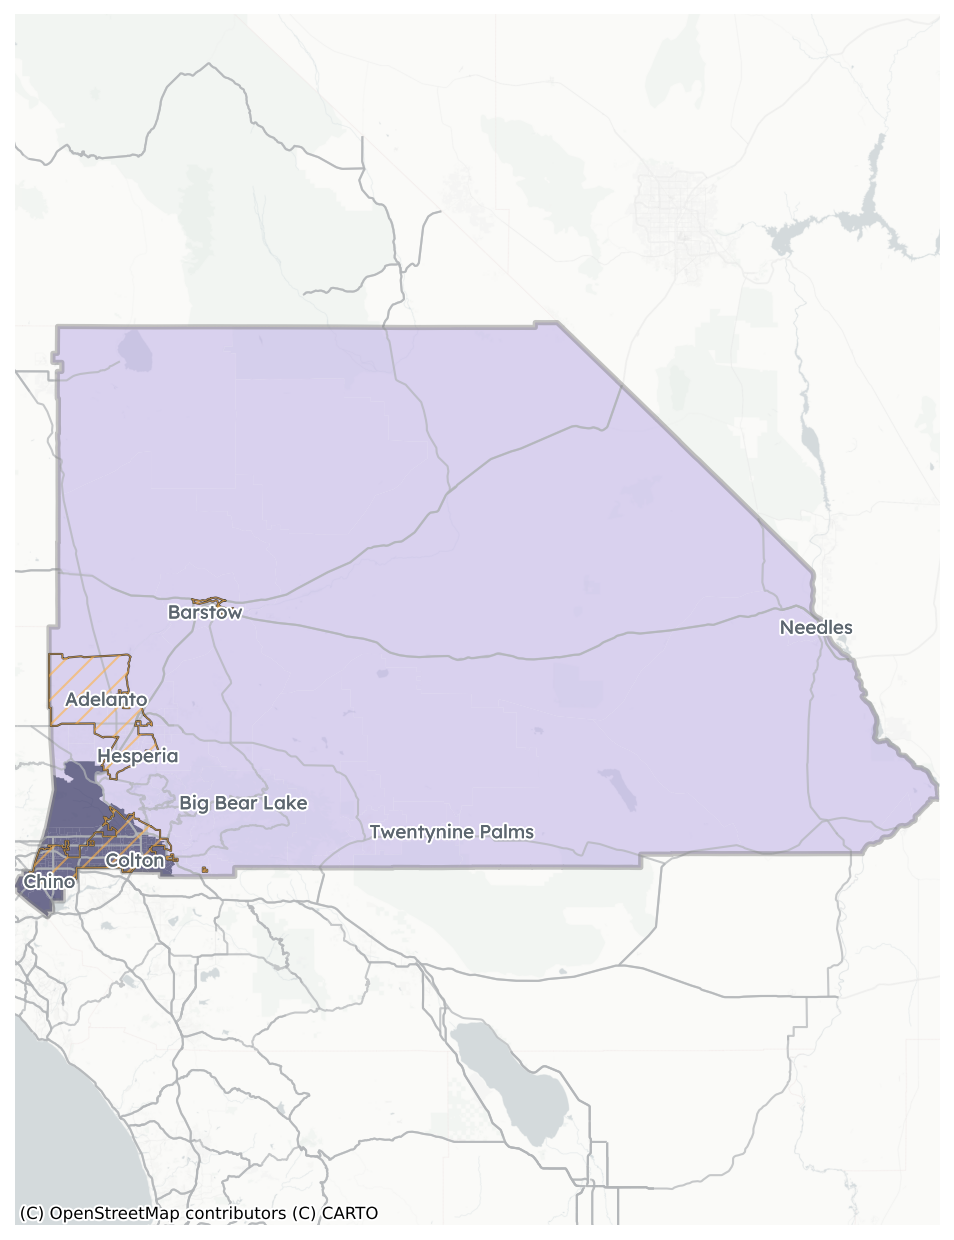 Barstow
Needles
Adelanto
Hesperia
Big Bear Lake
Twentynine Palms
Colton
Chino
(C) OpenStreetMap contributors (C) CARTO